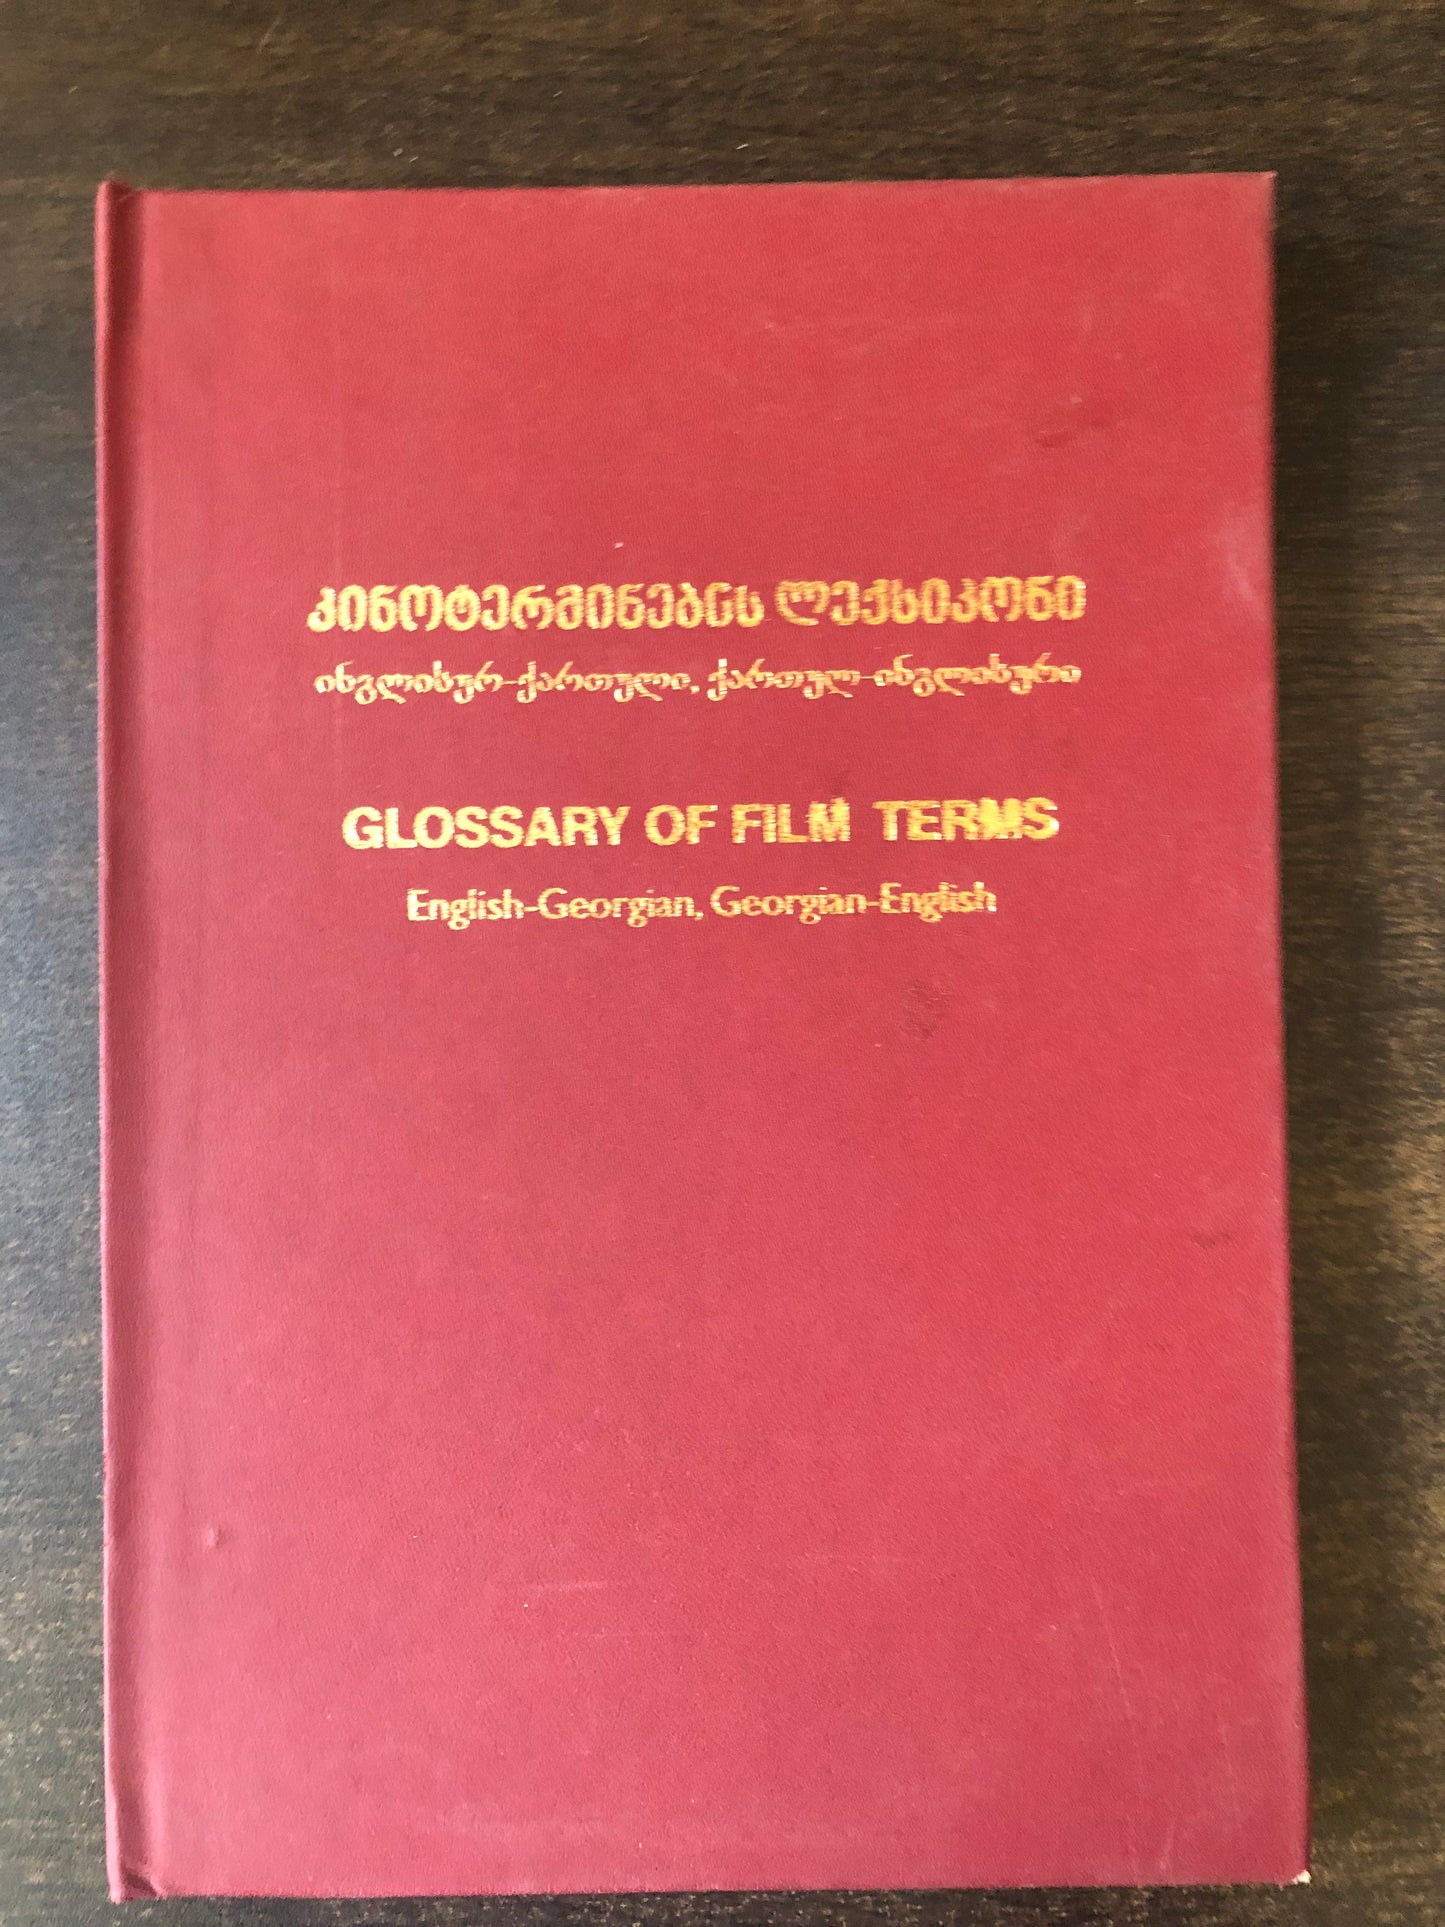 კინოტერმინების ლექსიკონი
ინგლისურ-ქართული, ქართულ-ინგლისური
GLOSSARY OF FILM TERMS
English-Georgian, Georgian-English